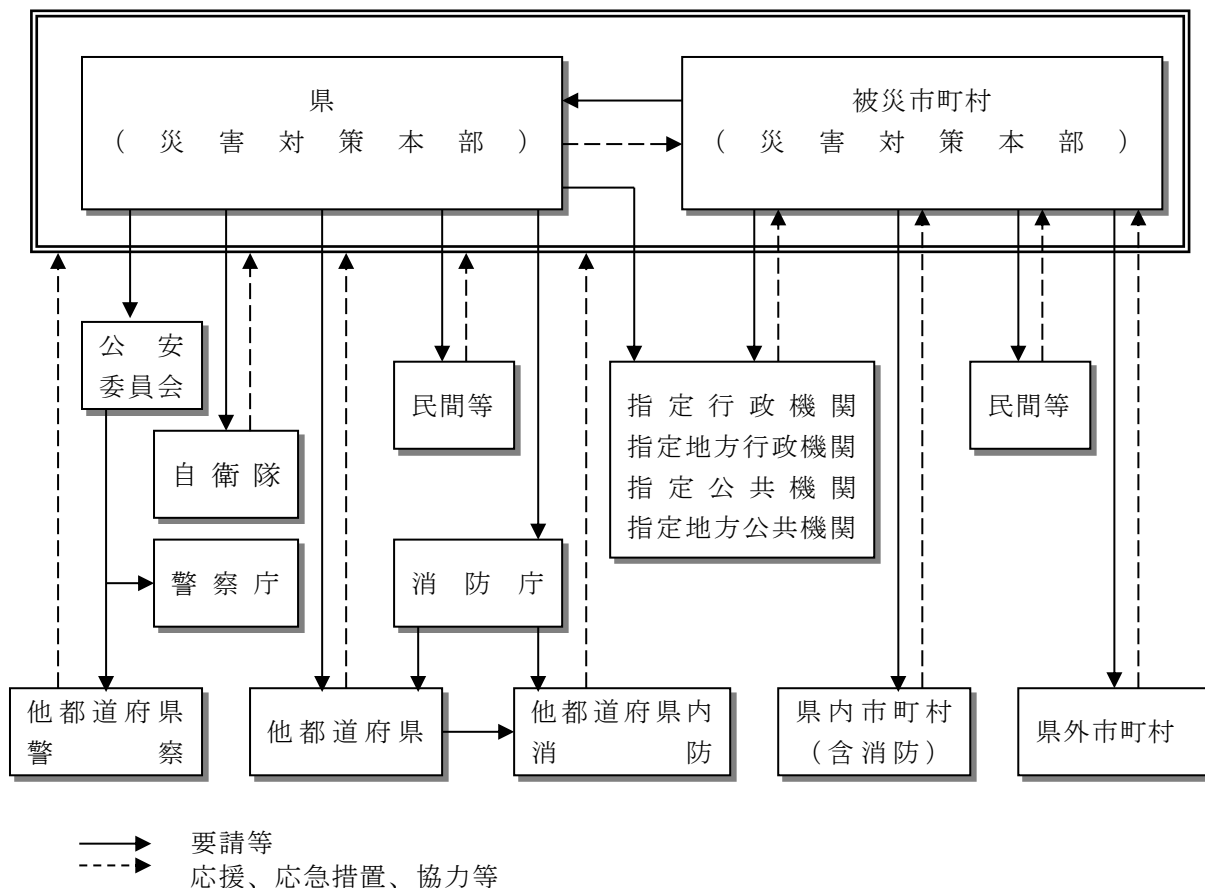 県
(災害対策本部)
被災市町村
(災害対策本部)
公安
委員会
民間等
指定行政機関
指定地方行政機関
指定公共機関
指定地方公共機関
民間等
自衛隊
警察庁
消防庁
他都道府県
警察
他都道府県
他都道府県内
消防
県内市町村
(含消防)
県外市町村
要請等
応援、応急措置、協力等